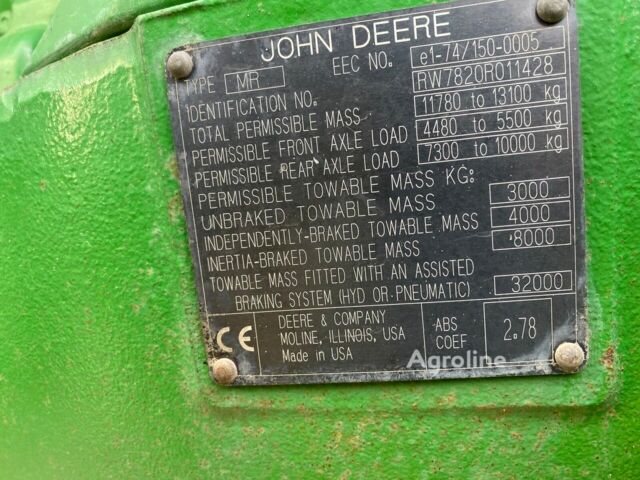 JOHN DEERE
TYPE MR EEC NO. e1-74/150-0005
IDENTIFICATION NO. RW7820R011428
TOTAL PERMISSIBLE MASS 11780 to 13100 kg
PERMISSIBLE FRONT AXLE LOAD 4480 to 5500 kg
PERMISSIBLE REAR AXLE LOAD 7300 to 10000 kg
PERMISSIBLE TOWABLE MASS KG:
UNBRAKED TOWABLE MASS 3000
INDEPENDENTLY-BRAKED TOWABLE MASS 4000
INERTIA-BRAKED TOWABLE MASS 8000
TOWABLE MASS FITTED WITH AN ASSISTED
BRAKING SYSTEM (HYD OR-PNEUMATIC) 32000
CE
DEERE & COMPANY
MOLINE, ILLINOIS, USA
Made in USA
ABS
COEF
2.78
Agroline